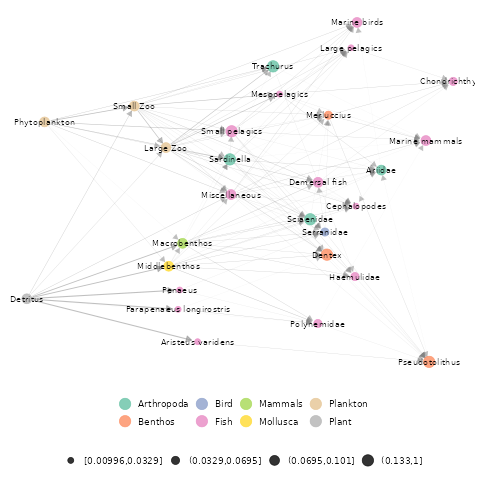 Marine birds
Large pelagics
Trachurus
Chondrichthy
Mesopelagics
Small Zoo
Phytoplankton
Merluccius
Small pelagics
Marine mammals
Large Zoo
Sardinella
Ariidae
Demersal fish
Miscellaneous
Cephalopodes
Sciaenidae
Serranidae
Macrobenthos
Dentex
Middlebenthos
Haemulidae
Penaeus
Detritus
Parapenaeus longirostris
Polynemidae
Aristeus varidens
Pseudotolithus
Arthropoda Bird Mammals Plankton
Benthos Fish Mollusca Plant
[0.00996,0.0329] (0.0329,0.0695] (0.0695,0.101] (0.133,1]